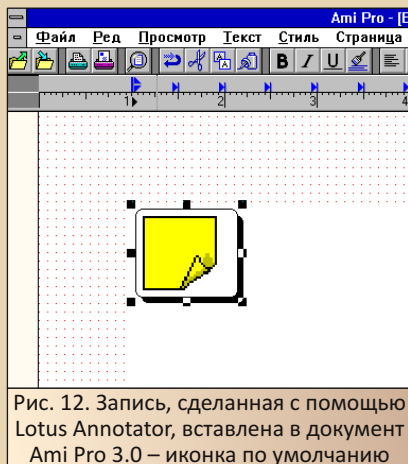 Ami Pro - [
Файл Ред Просмотр Текст Стиль Страница
B I U
1 2 3 4
Рис. 12. Запись, сделанная с помощью
Lotus Annotator, вставлена в документ
Ami Pro 3.0 – иконка по умолчанию